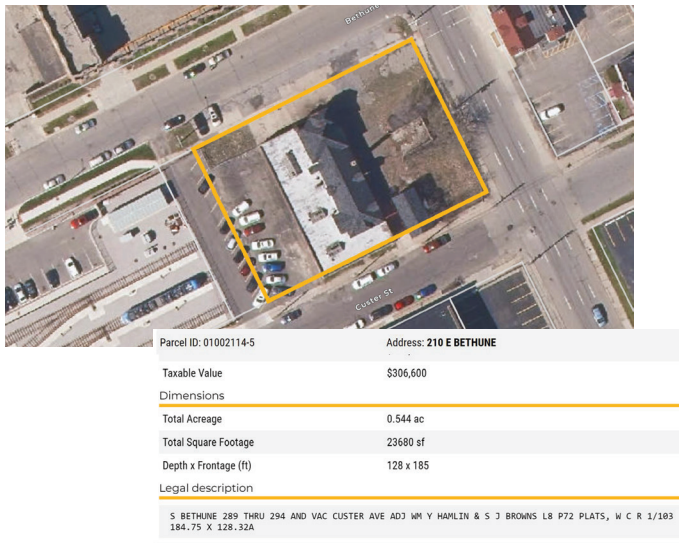 Bethune
Custer St
Parcel ID: 01002114-5 Address: 210 E BETHUNE
Taxable Value $306,600
Dimensions
Total Acreage 0.544 ac
Total Square Footage 23680 sf
Depth x Frontage (ft) 128 x 185
Legal description
S BETHUNE 289 THRU 294 AND VAC CUSTER AVE ADJ WM Y HAMLIN & S J BROWNS L8 P72 PLATS, W C R 1/103
184.75 X 128.32A